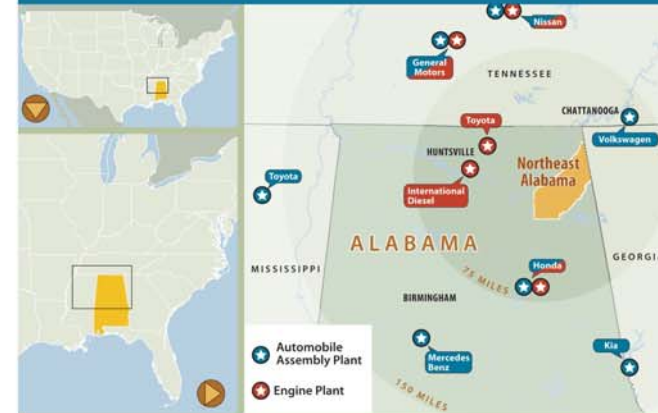 Nissan
General
Motors
TENNESSEE
CHATTANOOGA
Toyota
Volkswagen
HUNTSVILLE
Northeast
Alabama
Toyota
International
Diesel
ALABAMA
GEORGI
MISSISSIPPI
Honda
75 MILES
BIRMINGHAM
Automobile
Assembly Plant
Mercedes
Benz
Kia
Engine Plant
150 MILES